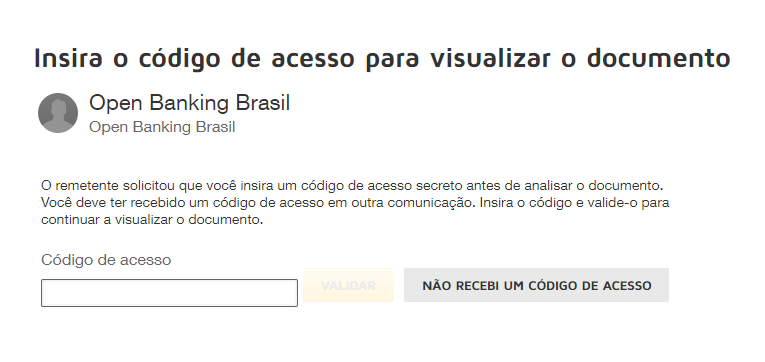 Insira o código de acesso para visualizar o documento
Open Banking Brasil
Open Banking Brasil
O remetente solicitou que você insira um código de acesso secreto antes de analisar o documento.
Você deve ter recebido um código de acesso em outra comunicação. Insira o código e valide-o para
continuar a visualizar o documento.
Código de acesso
VALIDAR
NÃO RECEBI UM CÓDIGO DE ACESSO